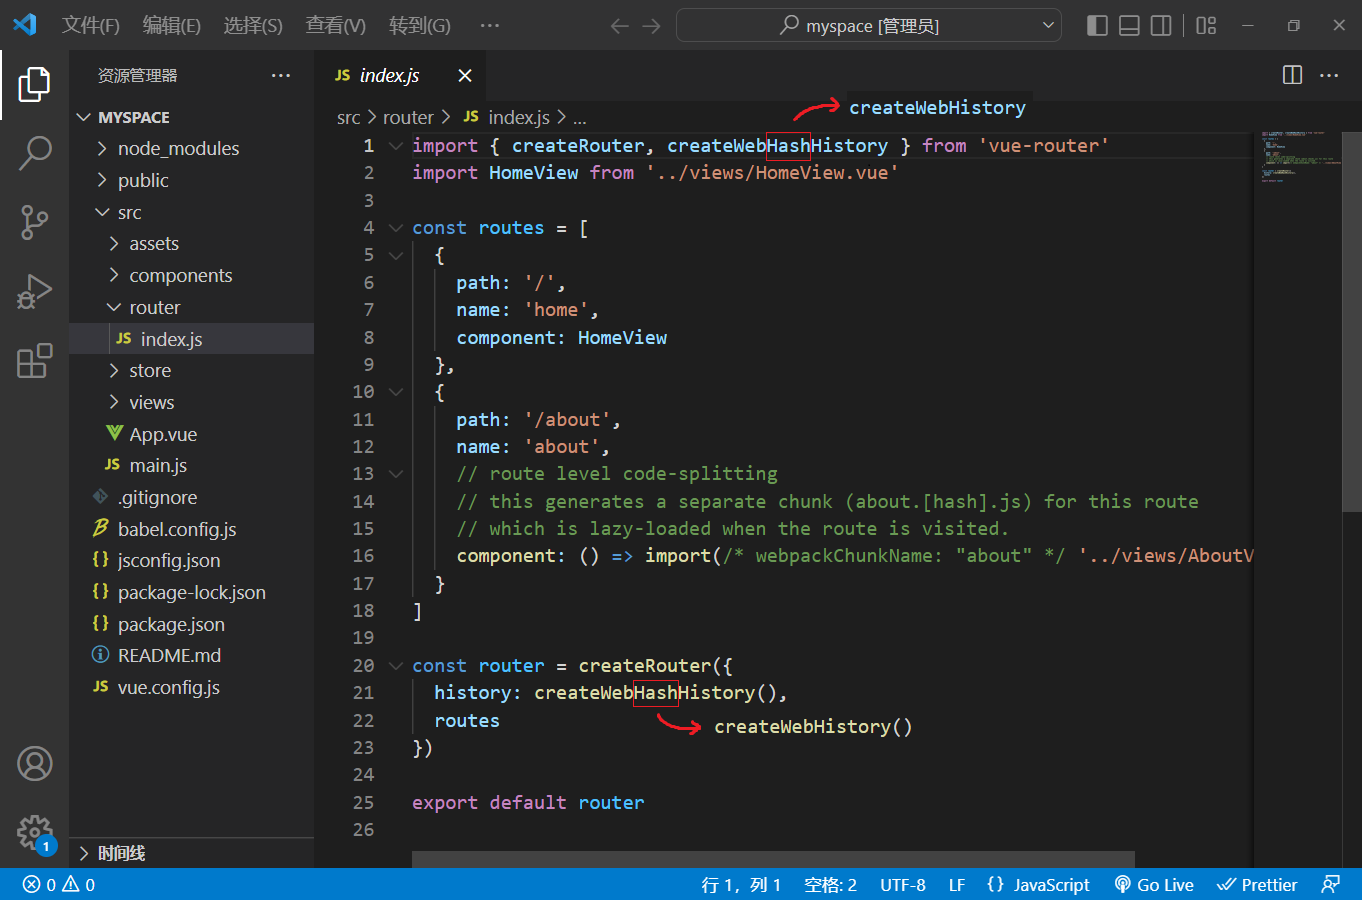 文件(F) 编辑(E) 选择(S) 查看(V) 转到(G) ··· myspace [管理员]
资源管理器 ···
MYSPACE
node_modules
public
src
assets
components
router
JS index.js
store
views
App.vue
JS main.js
.gitignore
babel.config.js
{} jsconfig.json
{} package-lock.json
{} package.json
README.md
JS vue.config.js
时间线
JS index.js
src > router > JS index.js > ...
createWebHistory
1 import { createRouter, createWebHashHistory } from 'vue-router'
2 import HomeView from '../views/HomeView.vue'
3
4 const routes = [
5 {
6 path: '/',
7 name: 'home',
8 component: HomeView
9 },
10 {
11 path: '/about',
12 name: 'about',
13 // route level code-splitting
14 // this generates a separate chunk (about.[hash].js) for this route
15 // which is lazy-loaded when the route is visited.
16 component: () => import(/* webpackChunkName: "about" */ '../views/AboutV
17 }
18 ]
19
20 const router = createRouter({
21 history: createWebHashHistory(),
22 routes
createWebHistory()
23 })
24
25 export default router
26
1
0 0 行 1，列 1 空格: 2 UTF-8 LF {} JavaScript Go Live Prettier